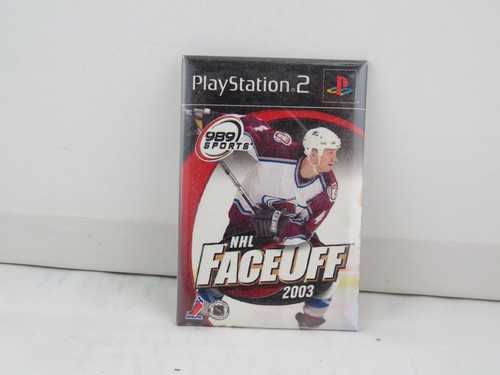 PlayStation®2
989
SPORTS
NHL
FACEOFF
2003